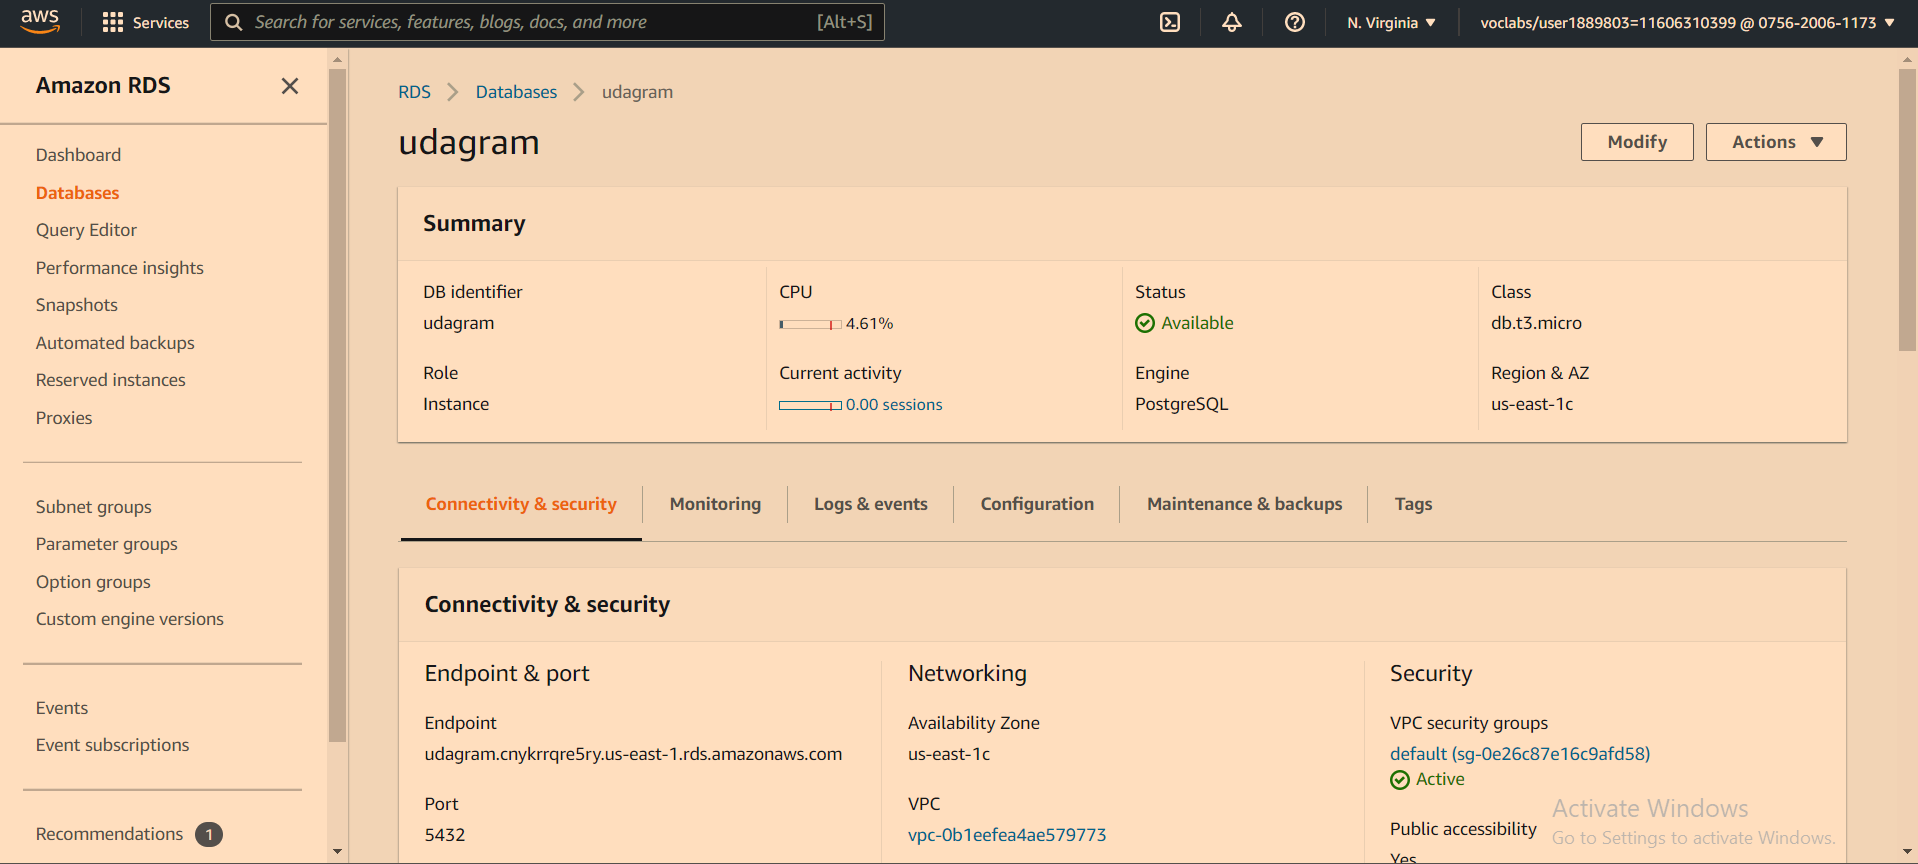 aws
Services
Search for services, features, blogs, docs, and more
[Alt+S]
N. Virginia
voclabs/user1889803=11606310399 @ 0756-2006-1173
Amazon RDS
Dashboard
Databases
Query Editor
Performance insights
Snapshots
Automated backups
Reserved instances
Proxies
Subnet groups
Parameter groups
Option groups
Custom engine versions
Events
Event subscriptions
Recommendations 1
RDS > Databases > udagram
udagram
Modify
Actions
Summary
DB identifier
udagram
CPU
4.61%
Status
Available
Class
db.t3.micro
Role
Instance
Current activity
0.00 sessions
Engine
PostgreSQL
Region & AZ
us-east-1c
Connectivity & security
Monitoring
Logs & events
Configuration
Maintenance & backups
Tags
Connectivity & security
Endpoint & port
Endpoint
udagram.cnykrrqre5ry.us-east-1.rds.amazonaws.com
Port
5432
Networking
Availability Zone
us-east-1c
VPC
vpc-0b1eefea4ae579773
Security
VPC security groups
default (sg-0e26c87e16c9afd58)
Active
Public accessibility
Yes
Activate Windows
Go to Settings to activate Windows.